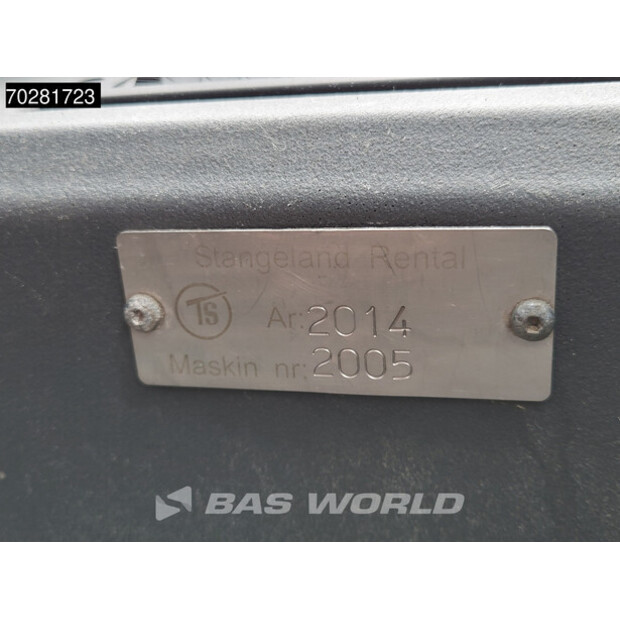 70281723
Stangeland Rental
TS Ar: 2014
Maskin nr: 2005
BAS WORLD